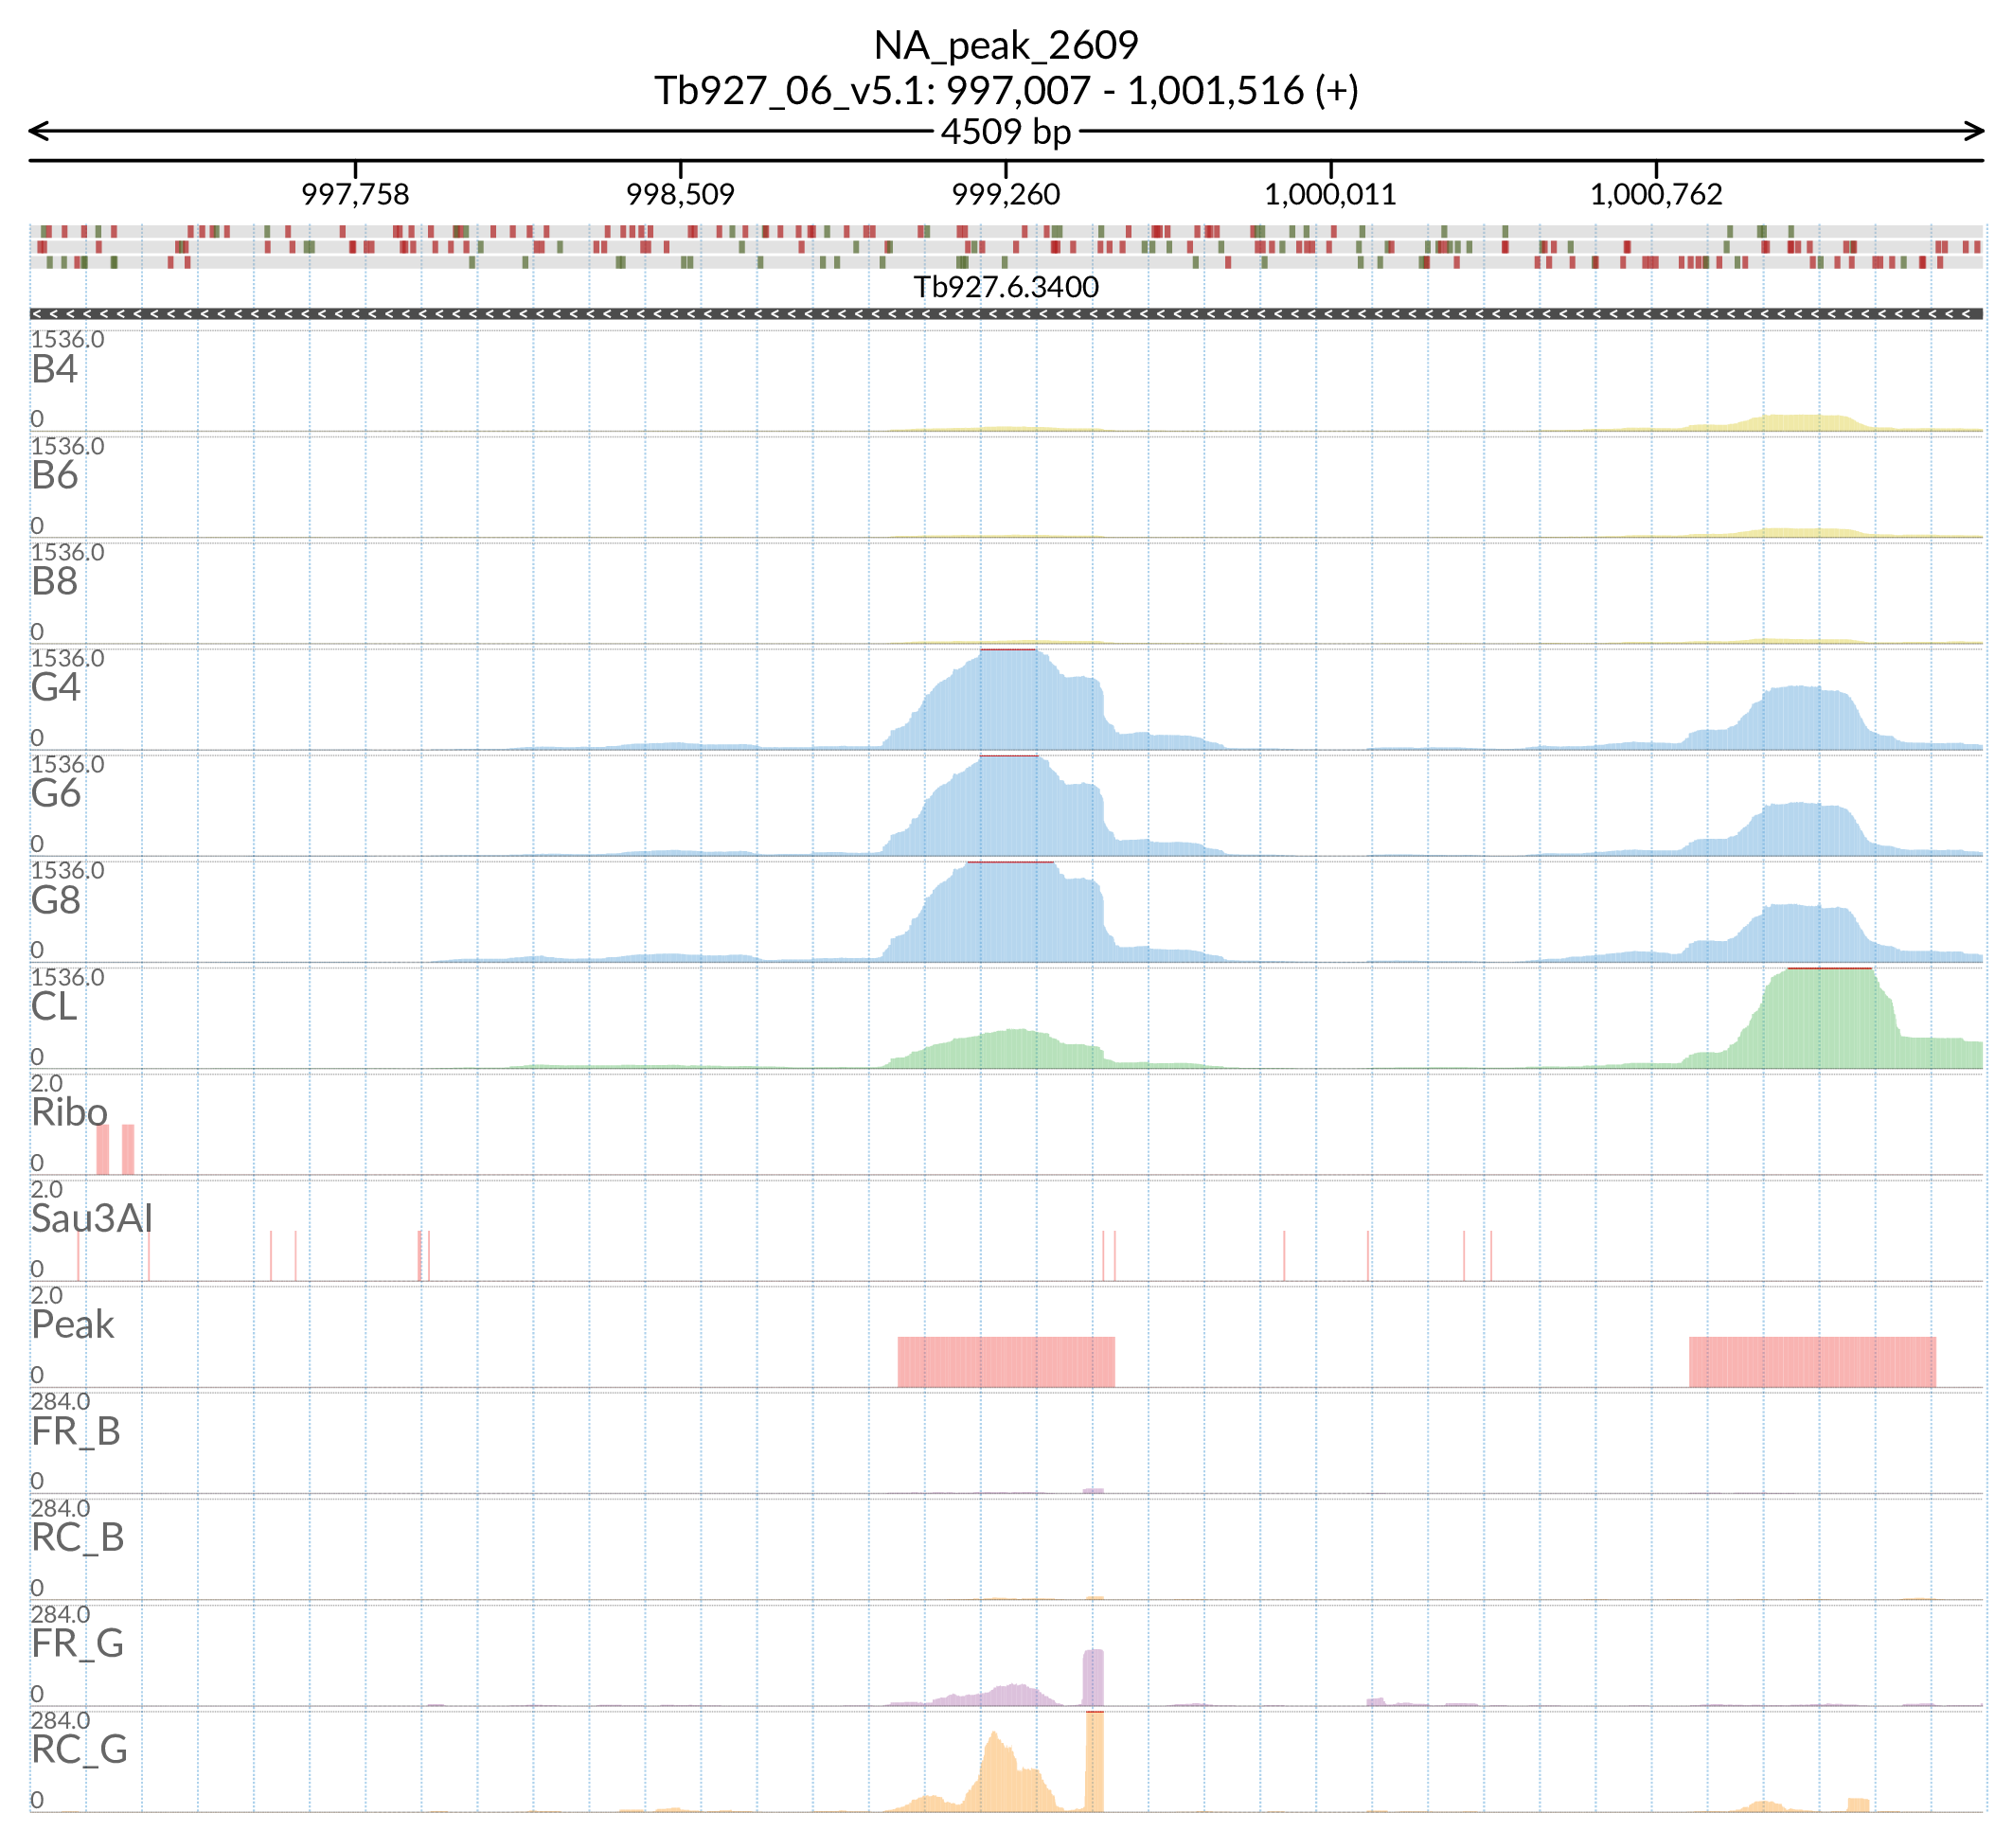 NA_peak_2609
Tb927_06_v5.1: 997,007 - 1,001,516 (+)
4509 bp
997,758 998,509 999,260 1,000,011 1,000,762
Tb927.6.3400
1536.0
B4
0
1536.0
B6
0
1536.0
B8
0
1536.0
G4
0
1536.0
G6
0
1536.0
G8
0
1536.0
CL
0
2.0
Ribo
0
2.0
Sau3AI
0
2.0
Peak
0
284.0
FR_B
0
284.0
RC_B
0
284.0
FR_G
0
284.0
RC_G
0